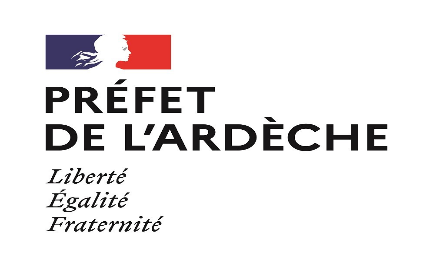 PRÉFET
DE L'ARDÈCHE
Liberté
Égalité
Fraternité